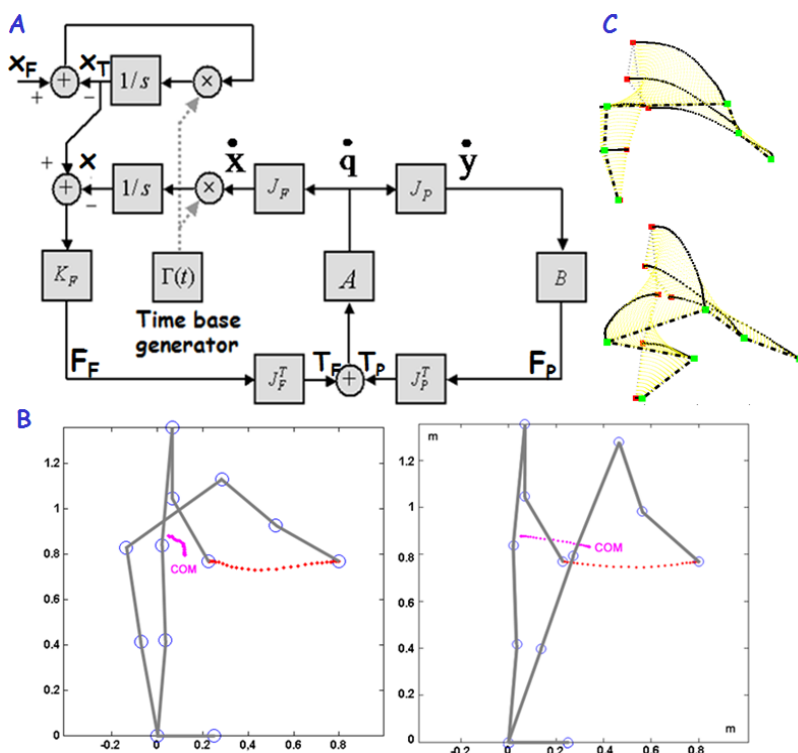 A
C
x_F
+
x_T
1/s
×
+
−
+
x
1/s
×
ẋ
J_F
q̇
J_P
ẏ
+
−
K_F
Γ(t)
A
B
Time base
generator
F_F
J_F^T
T_F
+
T_P
J_P^T
F_P
B
1.2
1
0.8
0.6
0.4
0.2
0
-0.2
0
0.2
0.4
0.6
0.8
COM
m
1.2
1
0.8
0.6
0.4
0.2
0
-0.2
0
0.2
0.4
0.6
0.8
m
COM